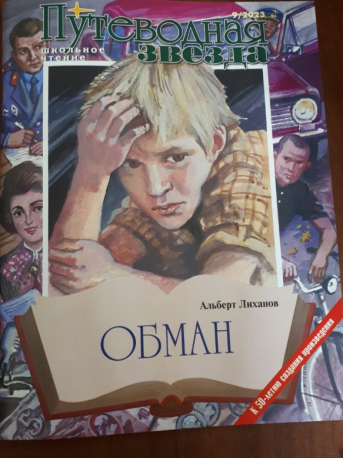 9/2023
Путеводная
школьное
чтение
звезда
Альберт Лиханов
ОБМАН
К 50-летию создания произведения